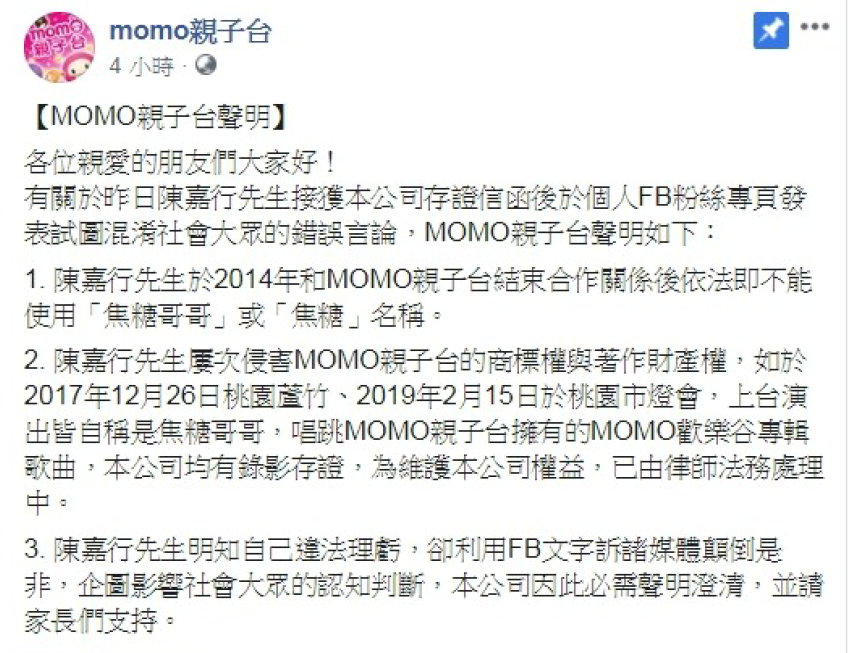 momo親子台
momo
親子台
4 小時 ·
【MOMO親子台聲明】
各位親愛的朋友們大家好！
有關於昨日陳嘉行先生接獲本公司存證信函後於個人FB粉絲專頁發
表試圖混淆社會大眾的錯誤言論，MOMO親子台聲明如下：
1. 陳嘉行先生於2014年和MOMO親子台結束合作關係後依法即不能
使用「焦糖哥哥」或「焦糖」名稱。
2. 陳嘉行先生屢次侵害MOMO親子台的商標權與著作財產權，如於
2017年12月26日桃園蘆竹、2019年2月15日於桃園市燈會，上台演
出皆自稱是焦糖哥哥，唱跳MOMO親子台擁有的MOMO歡樂谷專輯
歌曲，本公司均有錄影存證，為維護本公司權益，已由律師法務處理
中。
3. 陳嘉行先生明知自己違法理虧，卻利用FB文字訴諸媒體顛倒是
非，企圖影響社會大眾的認知判斷，本公司因此必需聲明澄清，並請
家長們支持。